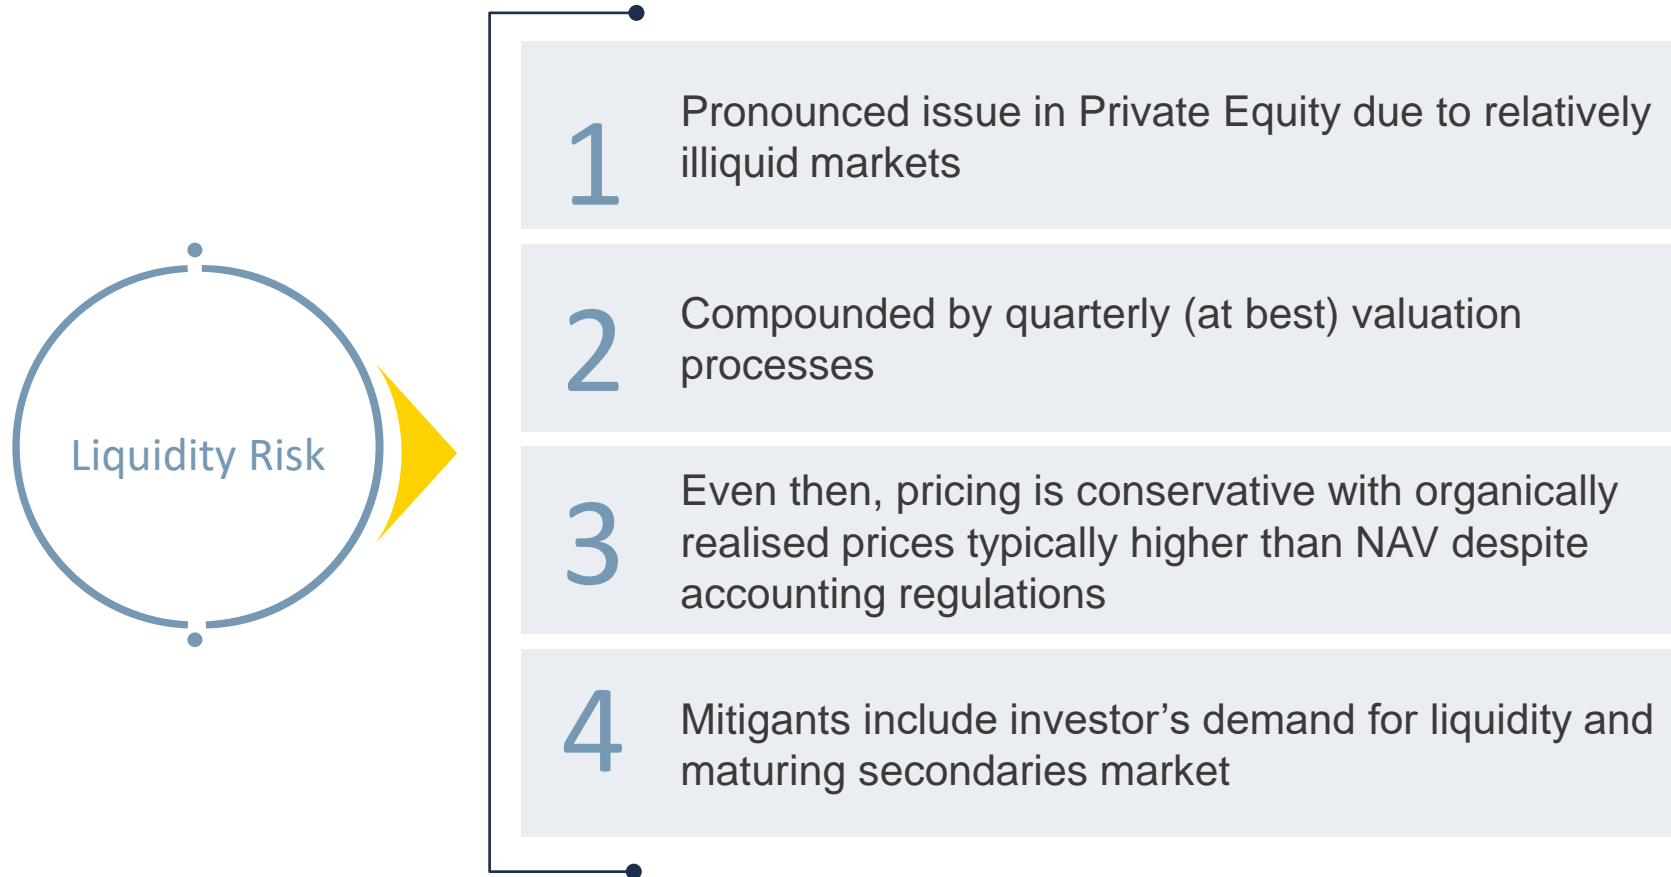 Liquidity Risk
1
Pronounced issue in Private Equity due to relatively
illiquid markets
2
Compounded by quarterly (at best) valuation
processes
3
Even then, pricing is conservative with organically
realised prices typically higher than NAV despite
accounting regulations
4
Mitigants include investor’s demand for liquidity and
maturing secondaries market